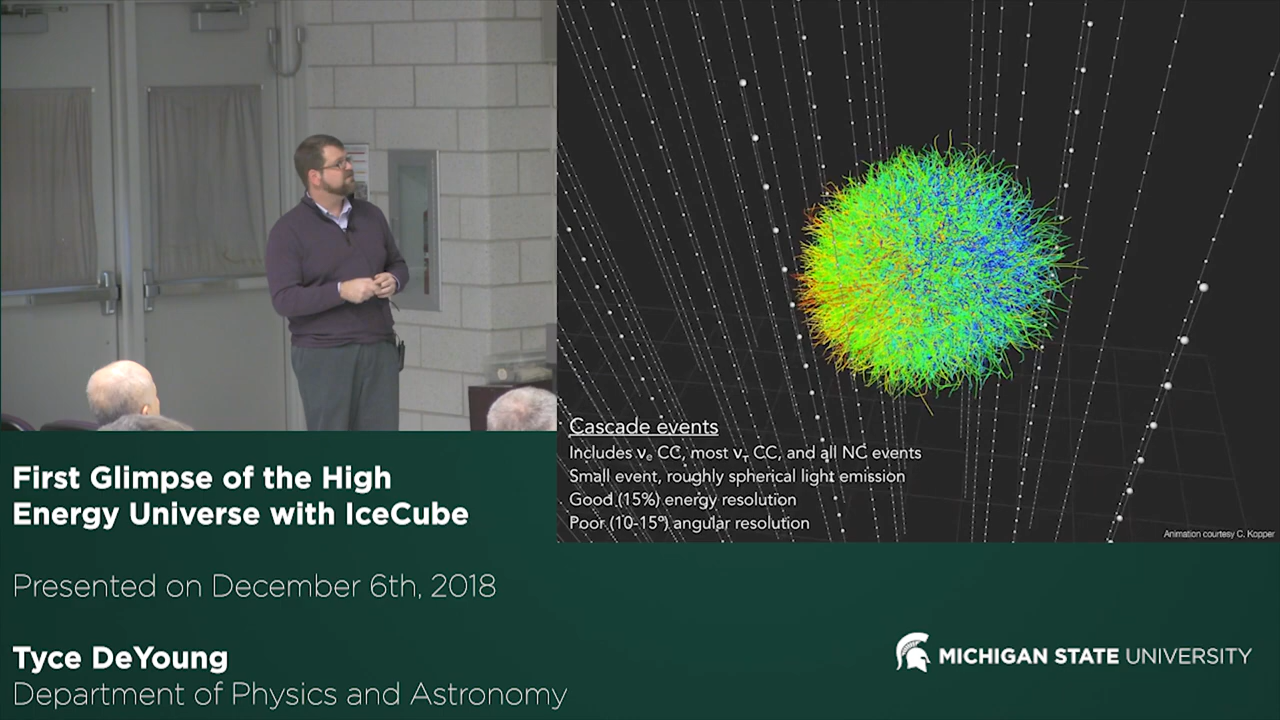 Cascade events
Includes νe CC, most ντ CC, and all NC events
Small event, roughly spherical light emission
Good (15%) energy resolution
Poor (10-15°) angular resolution
Animation courtesy C. Kopper
First Glimpse of the High
Energy Universe with IceCube
Presented on December 6th, 2018
Tyce DeYoung
Department of Physics and Astronomy
MICHIGAN STATE UNIVERSITY